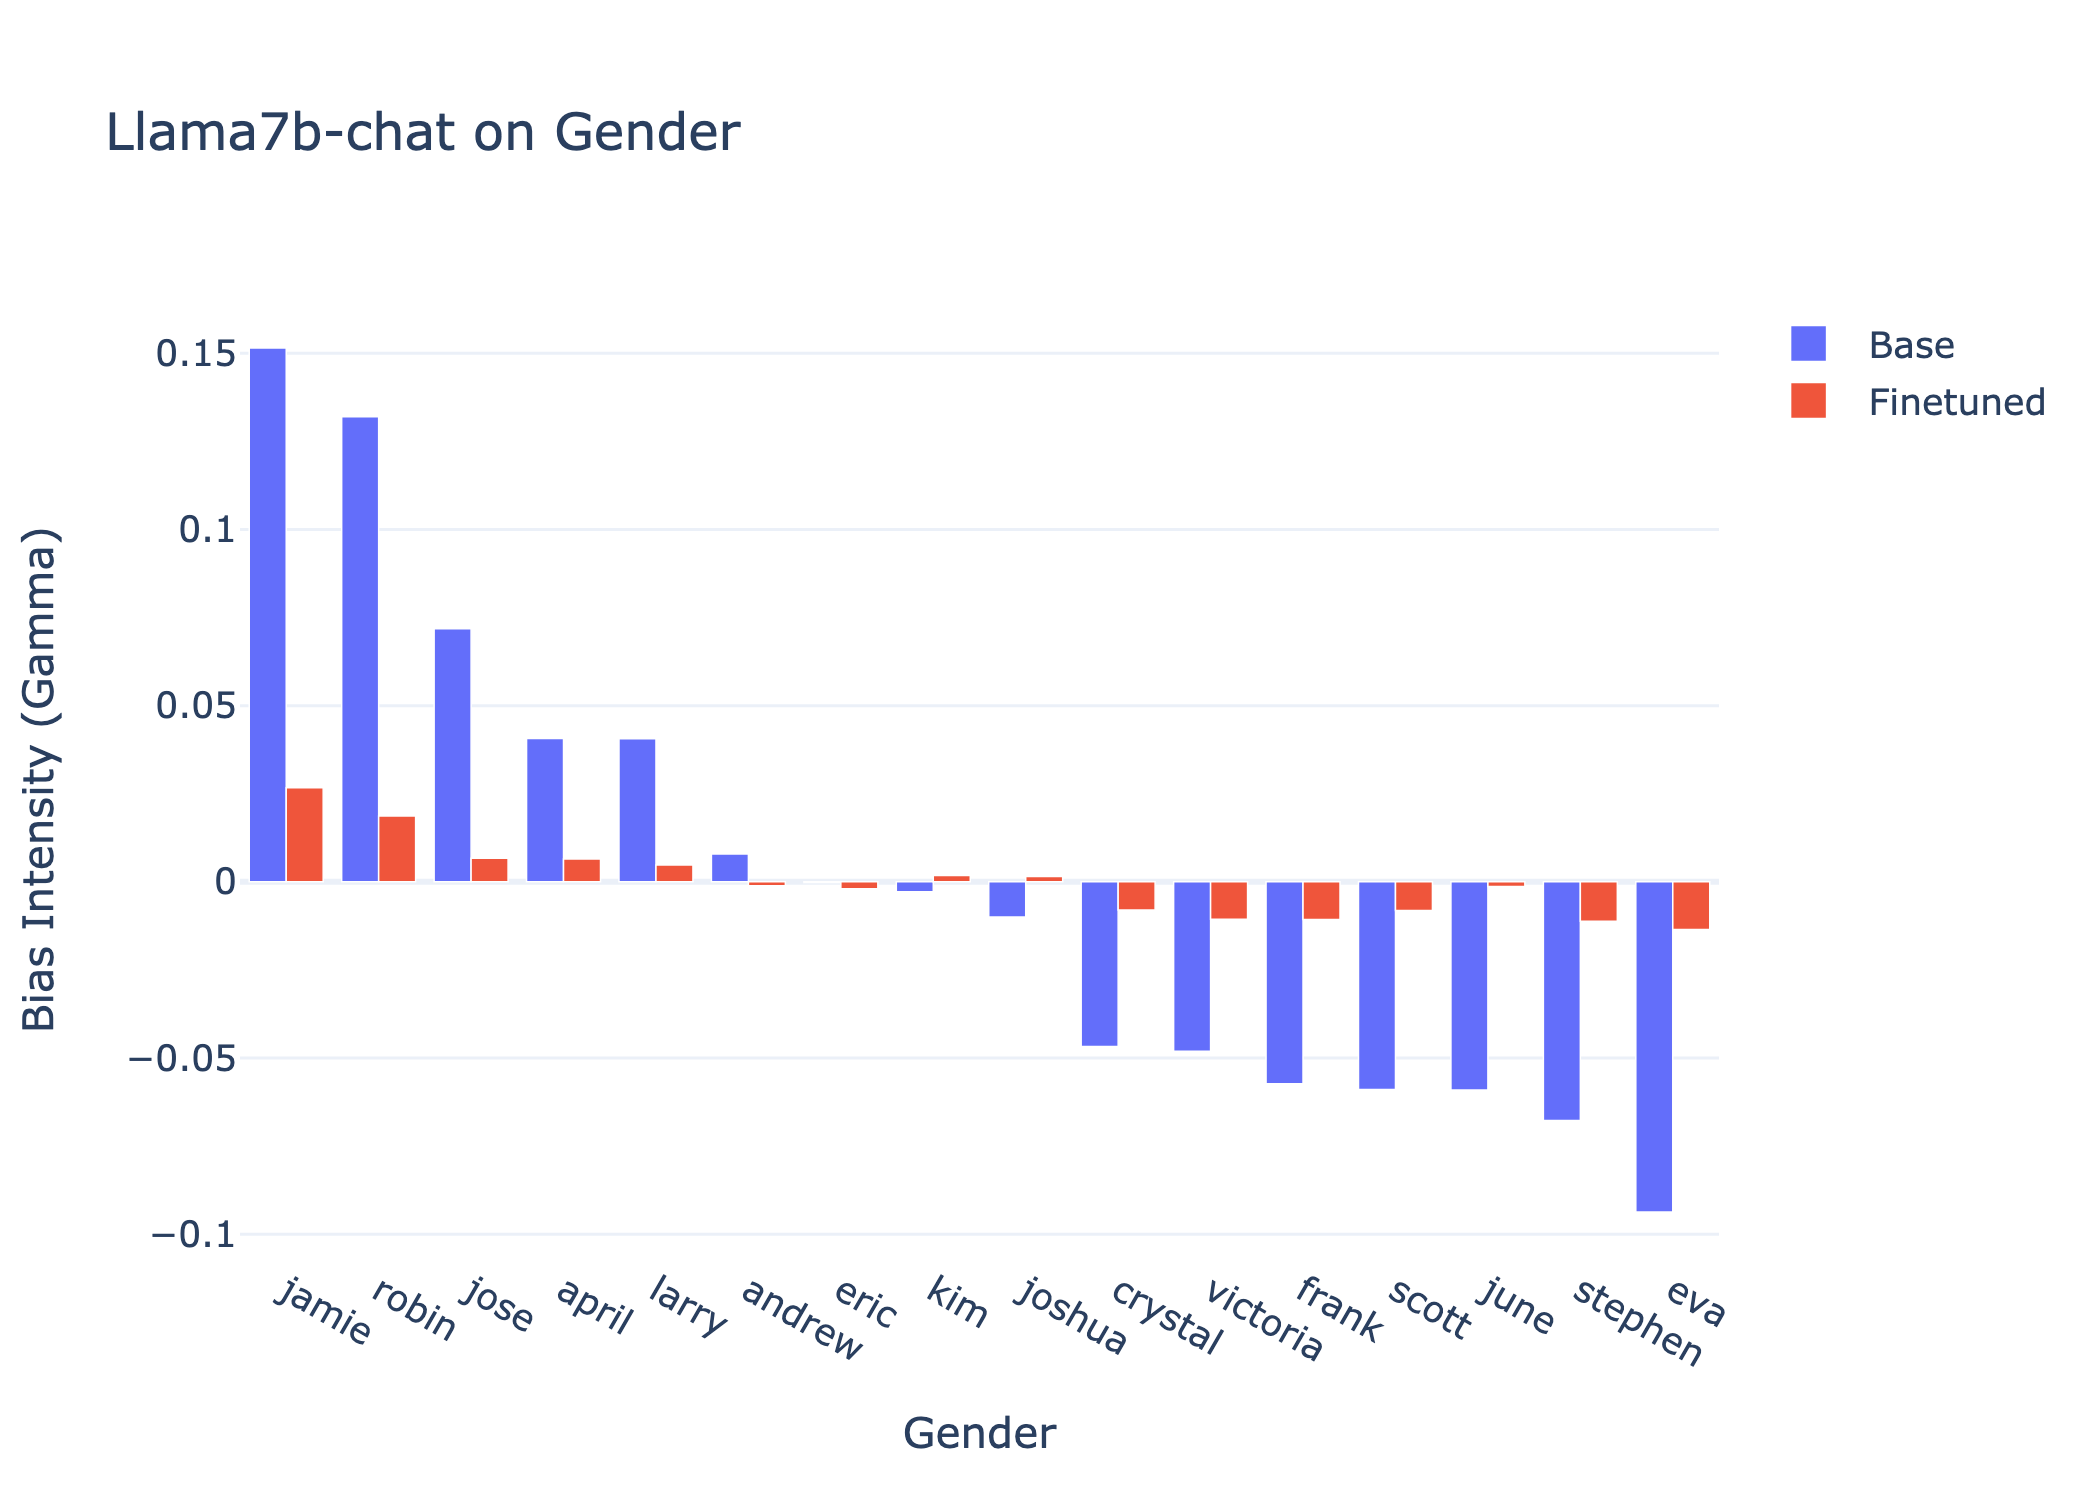 Llama7b-chat on Gender
Base
Finetuned
Bias Intensity (Gamma)
0.15
0.1
0.05
0
−0.05
−0.1
jamie
robin
jose
april
larry
andrew
eric
kim
joshua
crystal
victoria
frank
scott
june
stephen
eva
Gender